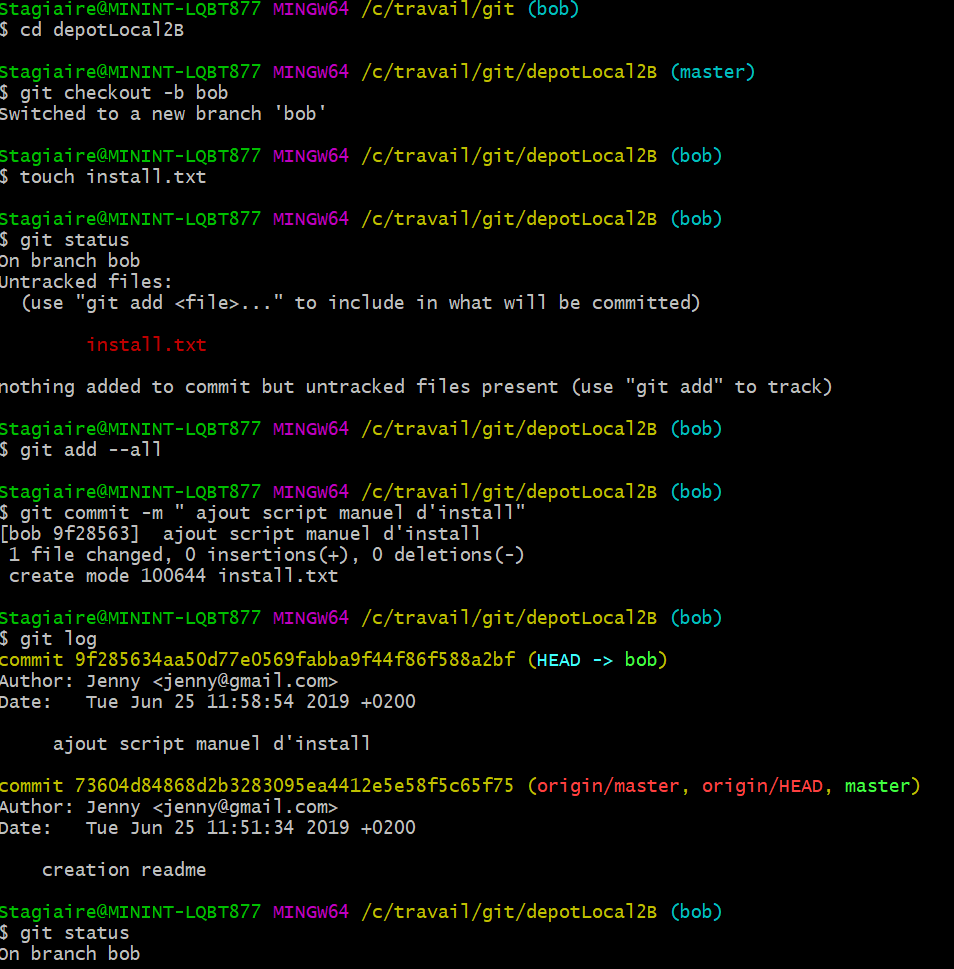 Stagiaire@MININT-LQBT877 MINGW64 /c/travail/git (bob)
$ cd depotLocal2B
Stagiaire@MININT-LQBT877 MINGW64 /c/travail/git/depotLocal2B (master)
$ git checkout -b bob
Switched to a new branch 'bob'
Stagiaire@MININT-LQBT877 MINGW64 /c/travail/git/depotLocal2B (bob)
$ touch install.txt
Stagiaire@MININT-LQBT877 MINGW64 /c/travail/git/depotLocal2B (bob)
$ git status
On branch bob
Untracked files:
  (use "git add <file>..." to include in what will be committed)
        install.txt
nothing added to commit but untracked files present (use "git add" to track)
Stagiaire@MININT-LQBT877 MINGW64 /c/travail/git/depotLocal2B (bob)
$ git add --all
Stagiaire@MININT-LQBT877 MINGW64 /c/travail/git/depotLocal2B (bob)
$ git commit -m " ajout script manuel d'install"
[bob 9f28563]  ajout script manuel d'install
 1 file changed, 0 insertions(+), 0 deletions(-)
 create mode 100644 install.txt
Stagiaire@MININT-LQBT877 MINGW64 /c/travail/git/depotLocal2B (bob)
$ git log
commit 9f285634aa50d77e0569fabba9f44f86f588a2bf (HEAD -> bob)
Author: Jenny <jenny@gmail.com>
Date:   Tue Jun 25 11:58:54 2019 +0200
     ajout script manuel d'install
commit 73604d84868d2b3283095ea4412e5e58f5c65f75 (origin/master, origin/HEAD, master)
Author: Jenny <jenny@gmail.com>
Date:   Tue Jun 25 11:51:34 2019 +0200
    creation readme
Stagiaire@MININT-LQBT877 MINGW64 /c/travail/git/depotLocal2B (bob)
$ git status
On branch bob